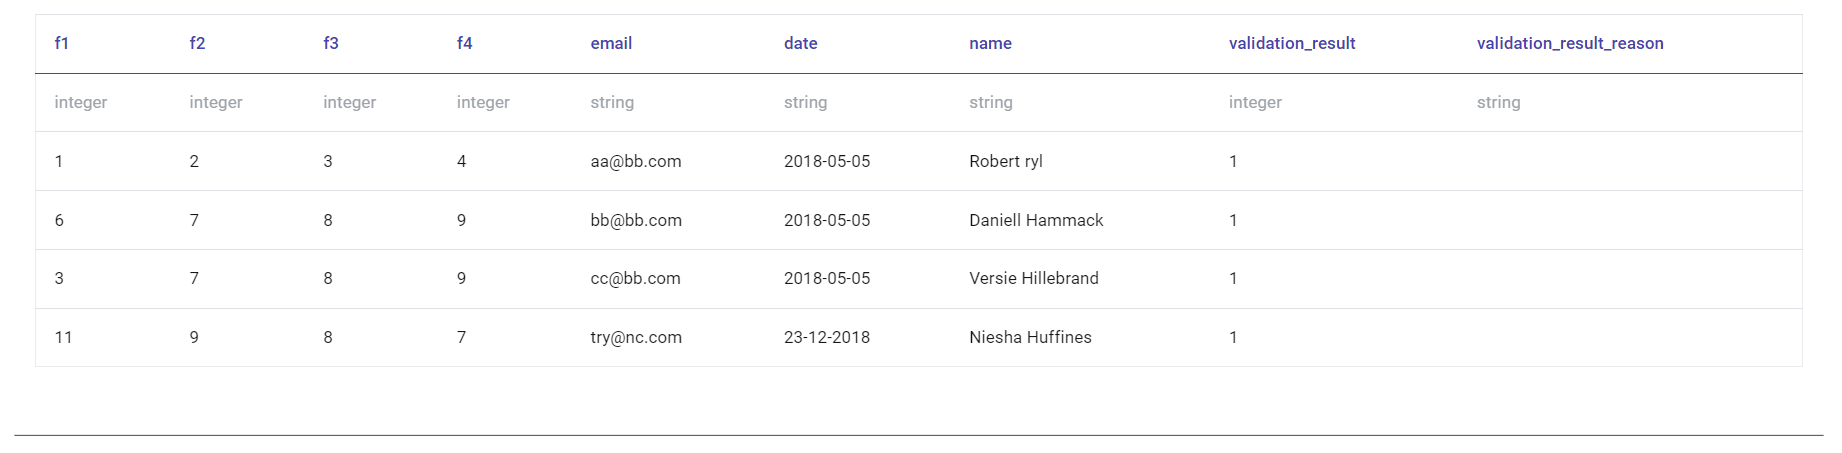 f1 f2 f3 f4 email date name validation_result validation_result_reason
integer integer integer integer string string string integer string
1 2 3 4 aa@bb.com 2018-05-05 Robert ryl 1
6 7 8 9 bb@bb.com 2018-05-05 Daniell Hammack 1
3 7 8 9 cc@bb.com 2018-05-05 Versie Hillebrand 1
11 9 8 7 try@nc.com 23-12-2018 Niesha Huffines 1